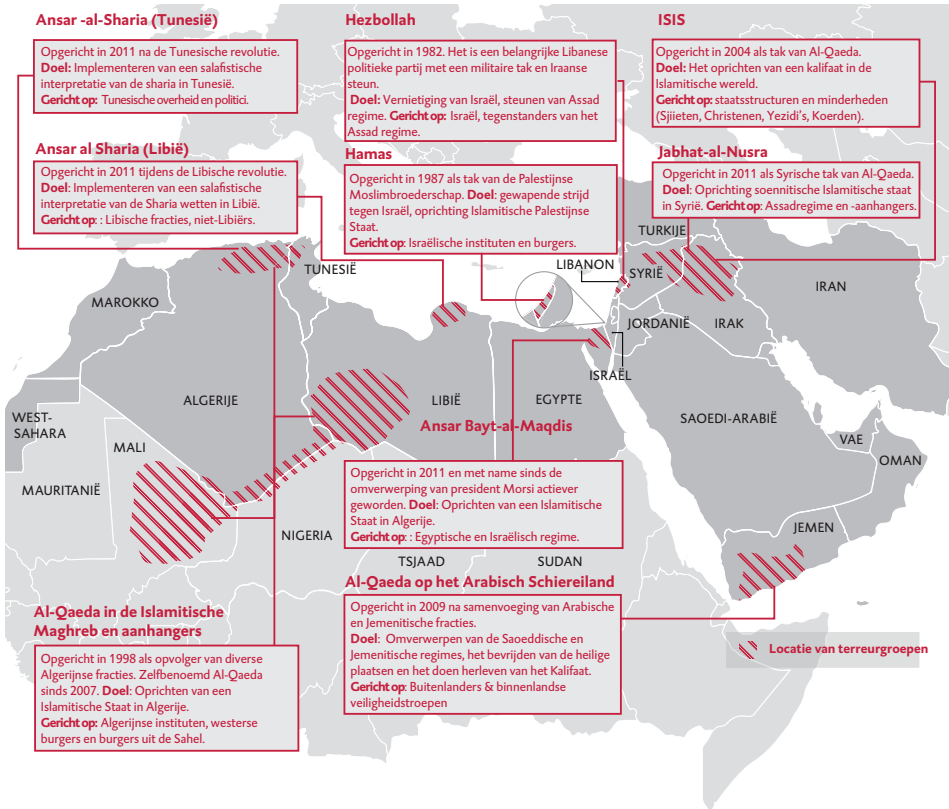 Ansar -al-Sharia (Tunesië)
Opgericht in 2011 na de Tunesische revolutie.
Doel: Implementeren van een salafistische
interpretatie van de sharia in Tunesië.
Gericht op: Tunesische overheid en politici.
Hezbollah
Opgericht in 1982. Het is een belangrijke Libanese
politieke partij met een militaire tak en Iraanse
steun.
Doel: Vernietiging van Israël, steunen van Assad
regime. Gericht op: Israël, tegenstanders van het
Assad regime.
ISIS
Opgericht in 2004 als tak van Al-Qaeda.
Doel: Het oprichten van een kalifaat in de
Islamitische wereld.
Gericht op: staatsstructuren en minderheden
(Sjiieten, Christenen, Yezidi's, Koerden).
Ansar al Sharia (Libië)
Opgericht in 2011 tijdens de Libische revolutie.
Doel: Implementeren van een salafistische
interpretatie van de Sharia wetten in Libië.
Gericht op: : Libische fracties, niet-Libiërs.
Hamas
Opgericht in 1987 als tak van de Palestijnse
Moslimbroederschap. Doel: gewapende strijd
tegen Israël, oprichting Islamitische Palestijnse
Staat.
Gericht op: Israëlische instituten en burgers.
Jabhat-al-Nusra
Opgericht in 2011 als Syrische tak van Al-Qaeda.
Doel: Oprichting soennitische Islamitische staat
in Syrië. Gericht op: Assadregime en -aanhangers.
TURKIJE
TUNESIË
LIBANON
SYRIË
IRAN
MAROKKO
JORDANIË
IRAK
ISRAËL
ALGERIJE
LIBIË
EGYPTE
SAOEDI-ARABIË
WEST-
SAHARA
MALI
VAE
OMAN
MAURITANIË
NIGERIA
JEMEN
TSJAAD
SUDAN
Ansar Bayt-al-Maqdis
Opgericht in 2011 en met name sinds de
omverwerping van president Morsi actiever
geworden. Doel: Oprichten van een Islamitische
Staat in Algerije.
Gericht op: : Egyptische en Israëlisch regime.
Al-Qaeda op het Arabisch Schiereiland
Opgericht in 2009 na samenvoeging van Arabische
en Jemenitische fracties.
Doel: Omverwerpen van de Saoeddische en
Jemenitische regimes, het bevrijden van de heilige
plaatsen en het doen herleven van het Kalifaat.
Gericht op: Buitenlanders & binnenlandse
veiligheidstroepen
Al-Qaeda in de Islamitische
Maghreb en aanhangers
Opgericht in 1998 als opvolger van diverse
Algerijnse fracties. Zelfbenoemd Al-Qaeda
sinds 2007. Doel: Oprichten van een
Islamitische Staat in Algerije.
Gericht op: Algerijnse instituten, westerse
burgers en burgers uit de Sahel.
Locatie van terreurgroepen